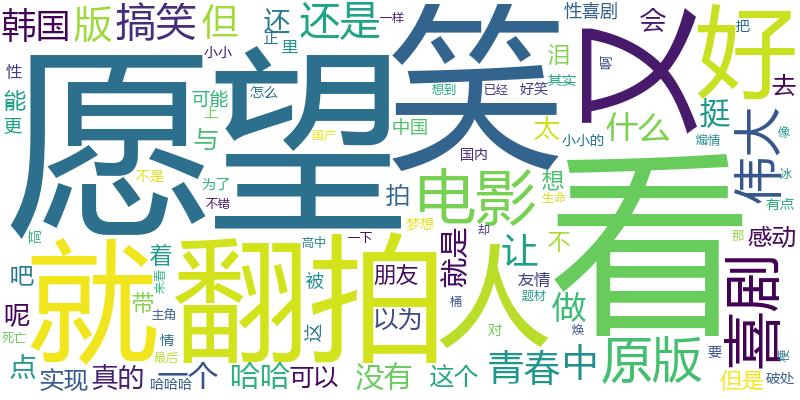 韩国
版
搞笑
但
还
还是
笑
又
会
好
性喜剧
一样
把
小小
正
里
泪
窝
去
性
能
更
愿望
可能
上
怎么
想到
已经
好笑
其实
挺
与
中国
太
小小的
什么
煽情
伟大
像
国产
国内
不是
为了
不错
拍
电影
想
生命
冰
有点
看
梦想
却
那
感动
就
翻拍
人
高中
一下
就是
让
不
喜剧
着
来看
吧
带
被
朋友
友情
呢
主角
这
以为
桶
题材
做
死亡
情
对
焕
原版
要
点
最后
实现
真的
一个
哈哈哈
哈哈
可以
没有
这个
青春
中
但是
破处